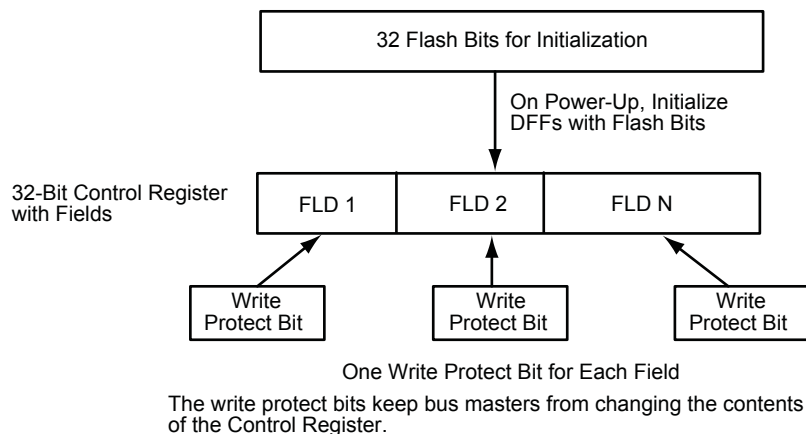 32 Flash Bits for Initialization
On Power-Up, Initialize
DFFs with Flash Bits
32-Bit Control Register
with Fields
FLD 1
FLD 2
FLD N
Write
Protect Bit
Write
Protect Bit
Write
Protect Bit
One Write Protect Bit for Each Field
The write protect bits keep bus masters from changing the contents
of the Control Register.